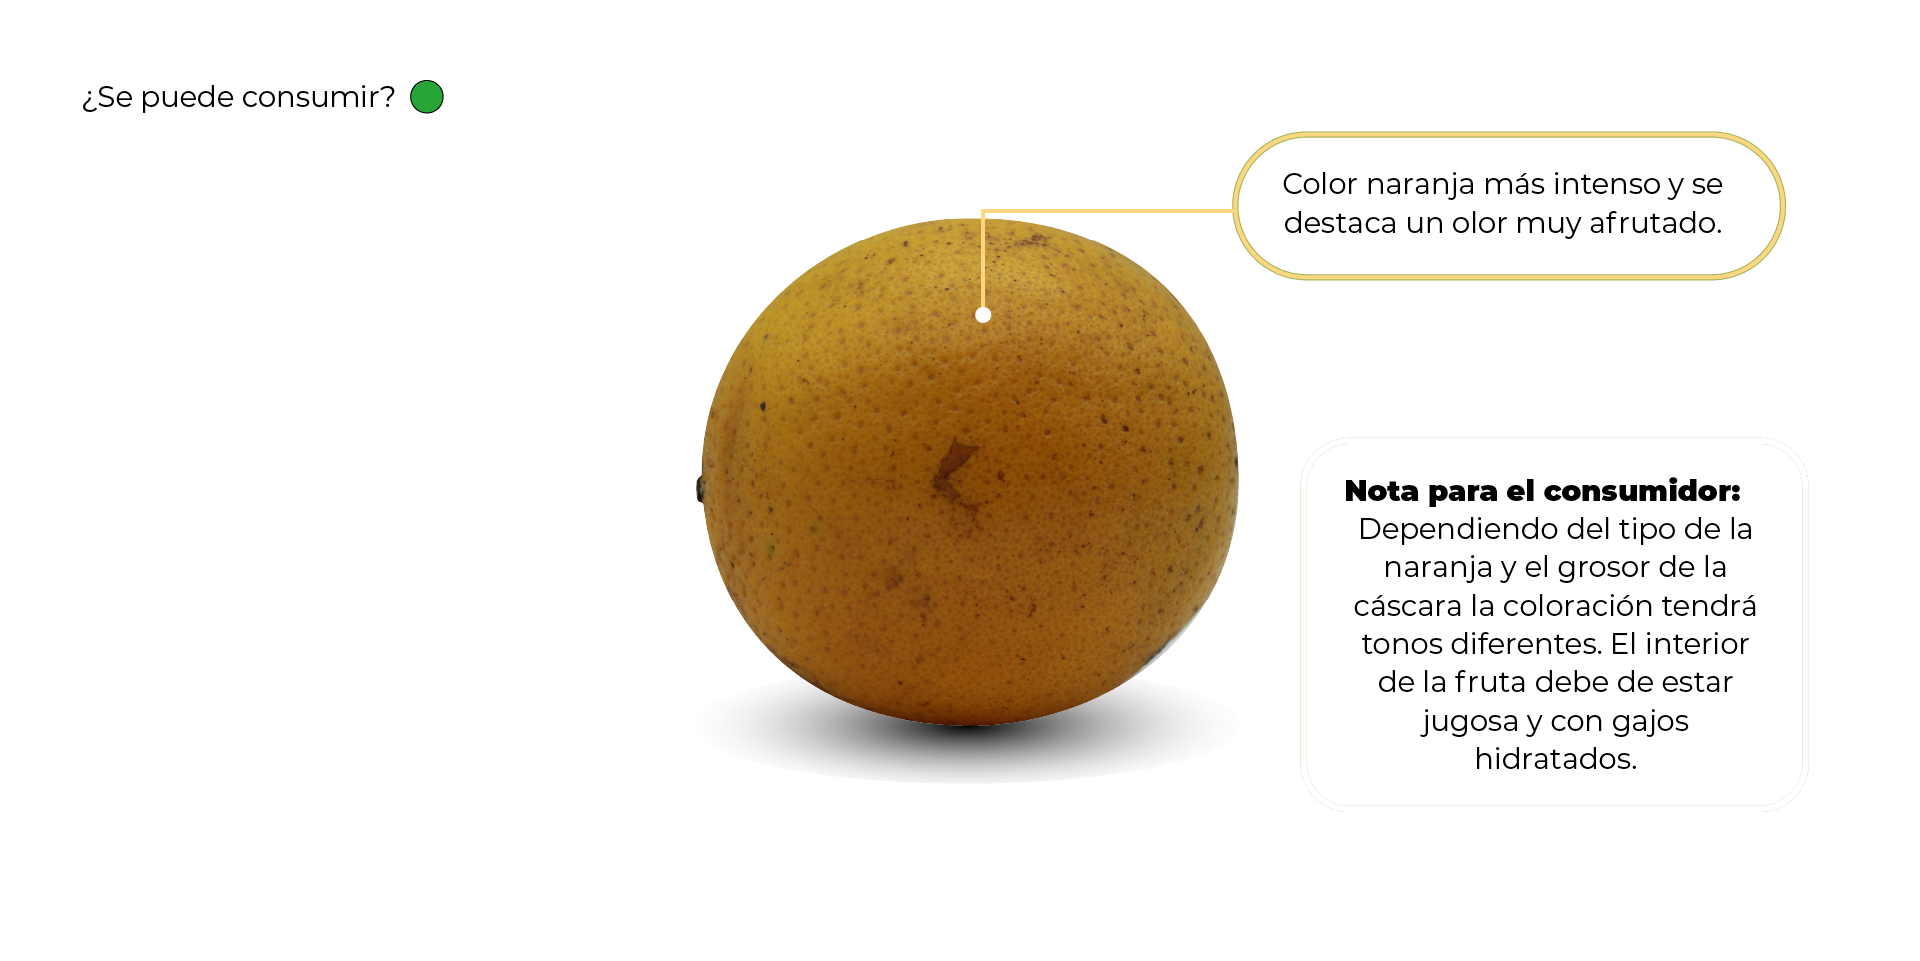 ¿Se puede consumir?
Color naranja más intenso y se
destaca un olor muy afrutado.
Nota para el consumidor:
Dependiendo del tipo de la
naranja y el grosor de la
cáscara la coloración tendrá
tonos diferentes. El interior
de la fruta debe de estar
jugosa y con gajos
hidratados.